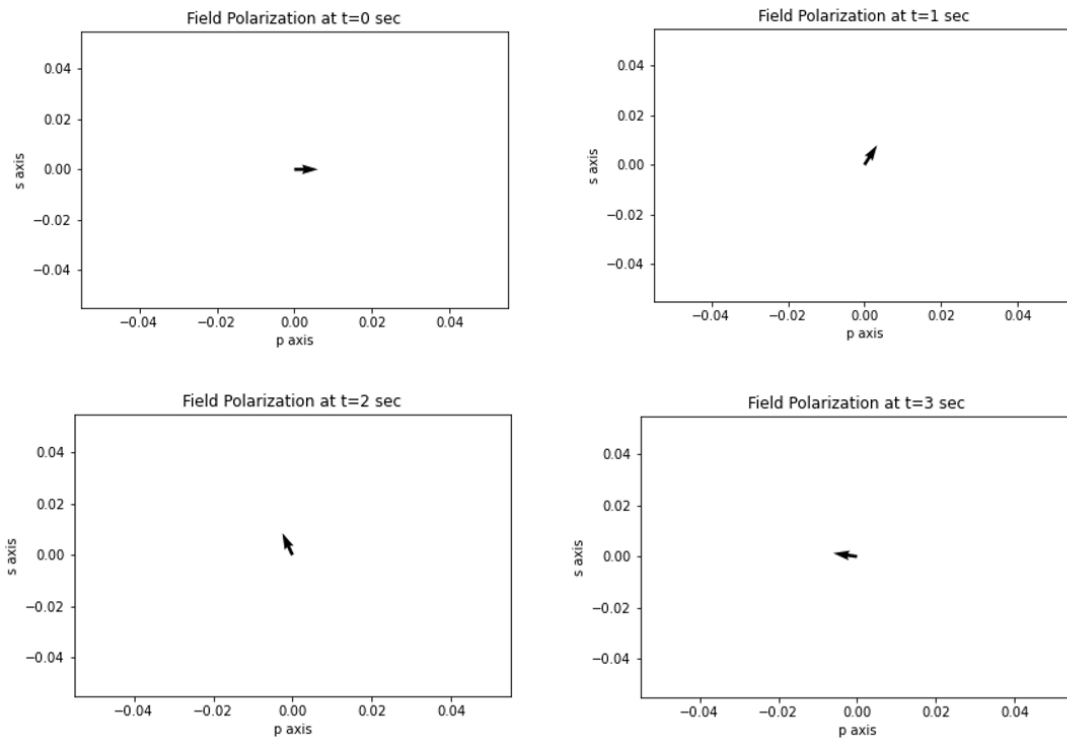 Field Polarization at t=0 sec
s axis
0.04
0.02
0.00
−0.02
−0.04
−0.04 −0.02 0.00 0.02 0.04
p axis
Field Polarization at t=1 sec
s axis
0.04
0.02
0.00
−0.02
−0.04
−0.04 −0.02 0.00 0.02 0.04
p axis
Field Polarization at t=2 sec
s axis
0.04
0.02
0.00
−0.02
−0.04
−0.04 −0.02 0.00 0.02 0.04
p axis
Field Polarization at t=3 sec
s axis
0.04
0.02
0.00
−0.02
−0.04
−0.04 −0.02 0.00 0.02 0.04
p axis